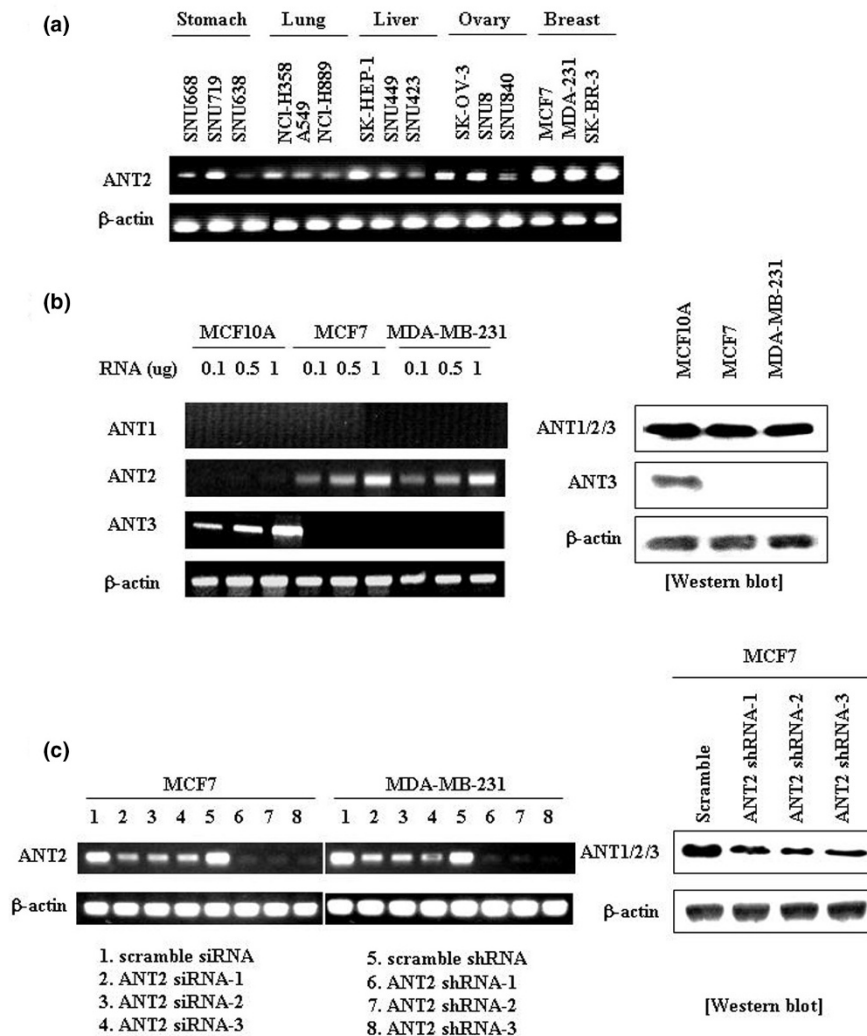 (a)
Stomach Lung Liver Ovary Breast
SNU668 SNU719 SNU638 NCI-H358 A549 NCI-H889 SK-HEP-1 SNU449 SNU423 SK-OV-3 SNU8 SNU840 MCF7 MDA-231 SK-BR-3
ANT2
β-actin
(b)
MCF10A MCF7 MDA-MB-231
RNA (ug) 0.1 0.5 1 0.1 0.5 1 0.1 0.5 1
ANT1
ANT2
ANT3
β-actin
MCF10A MCF7 MDA-MB-231
ANT1/2/3
ANT3
β-actin
[Western blot]
(c)
MCF7 MDA-MB-231
1 2 3 4 5 6 7 8 1 2 3 4 5 6 7 8
ANT2
β-actin
1. scramble siRNA
2. ANT2 siRNA-1
3. ANT2 siRNA-2
4. ANT2 siRNA-3
5. scramble shRNA
6. ANT2 shRNA-1
7. ANT2 shRNA-2
8. ANT2 shRNA-3
MCF7
Scramble ANT2 shRNA-1 ANT2 shRNA-2 ANT2 shRNA-3
ANT1/2/3
β-actin
[Western blot]